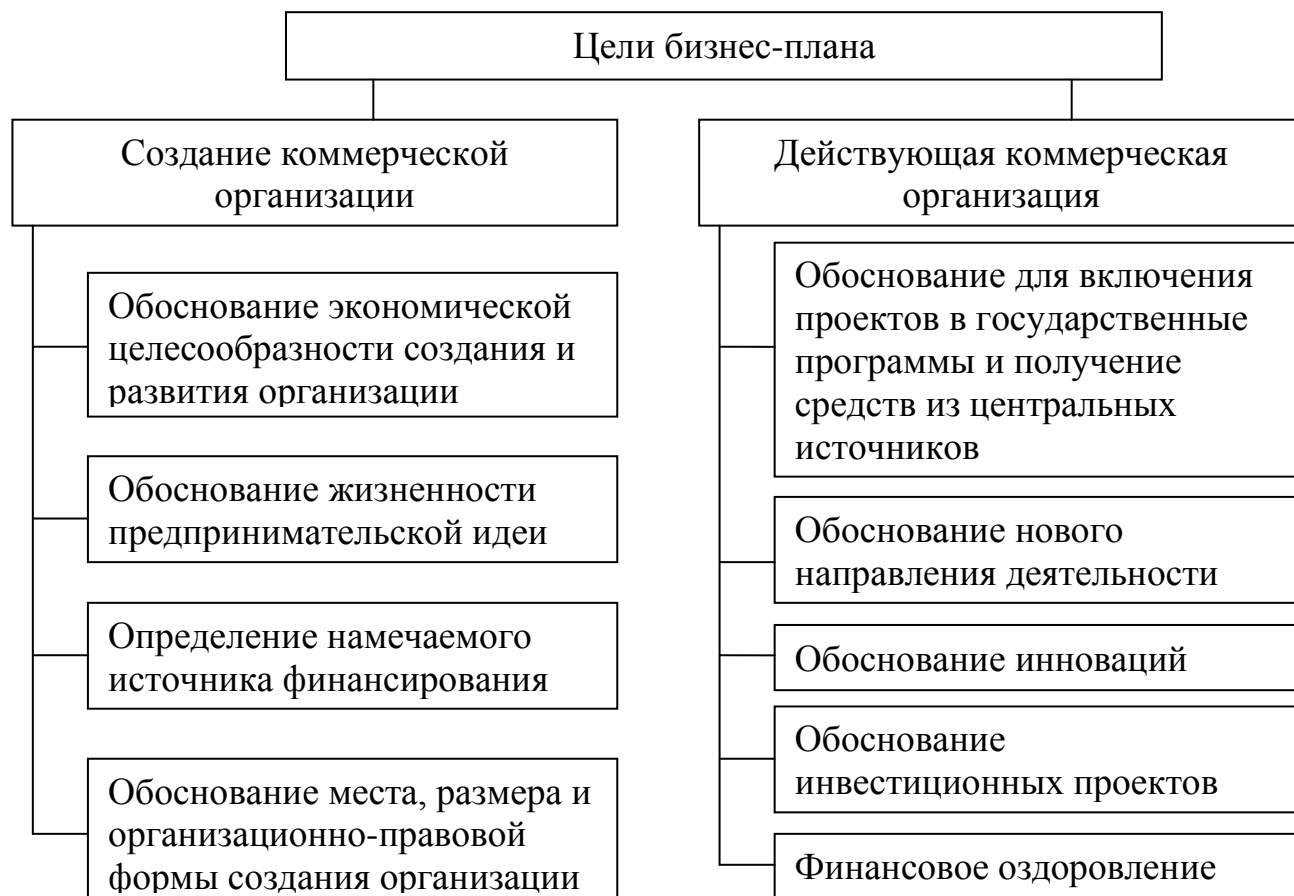 Цели бизнес-плана
Создание коммерческой
организации
Обоснование экономической
целесообразности создания и
развития организации
Обоснование жизненности
предпринимательской идеи
Определение намечаемого
источника финансирования
Обоснование места, размера и
организационно-правовой
формы создания организации
Действующая коммерческая
организация
Обоснование для включения
проектов в государственные
программы и получение
средств из центральных
источников
Обоснование нового
направления деятельности
Обоснование инноваций
Обоснование
инвестиционных проектов
Финансовое оздоровление